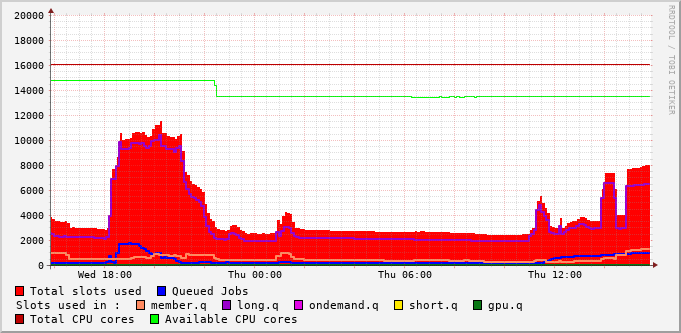 20000
18000
16000
14000
12000
10000
8000
6000
4000
2000
0
Wed 18:00 Thu 00:00 Thu 06:00 Thu 12:00
RRDTOOL / TOBI OETIKER
Total slots used Queued Jobs
Slots used in : member.q long.q ondemand.q short.q gpu.q
Total CPU cores Available CPU cores